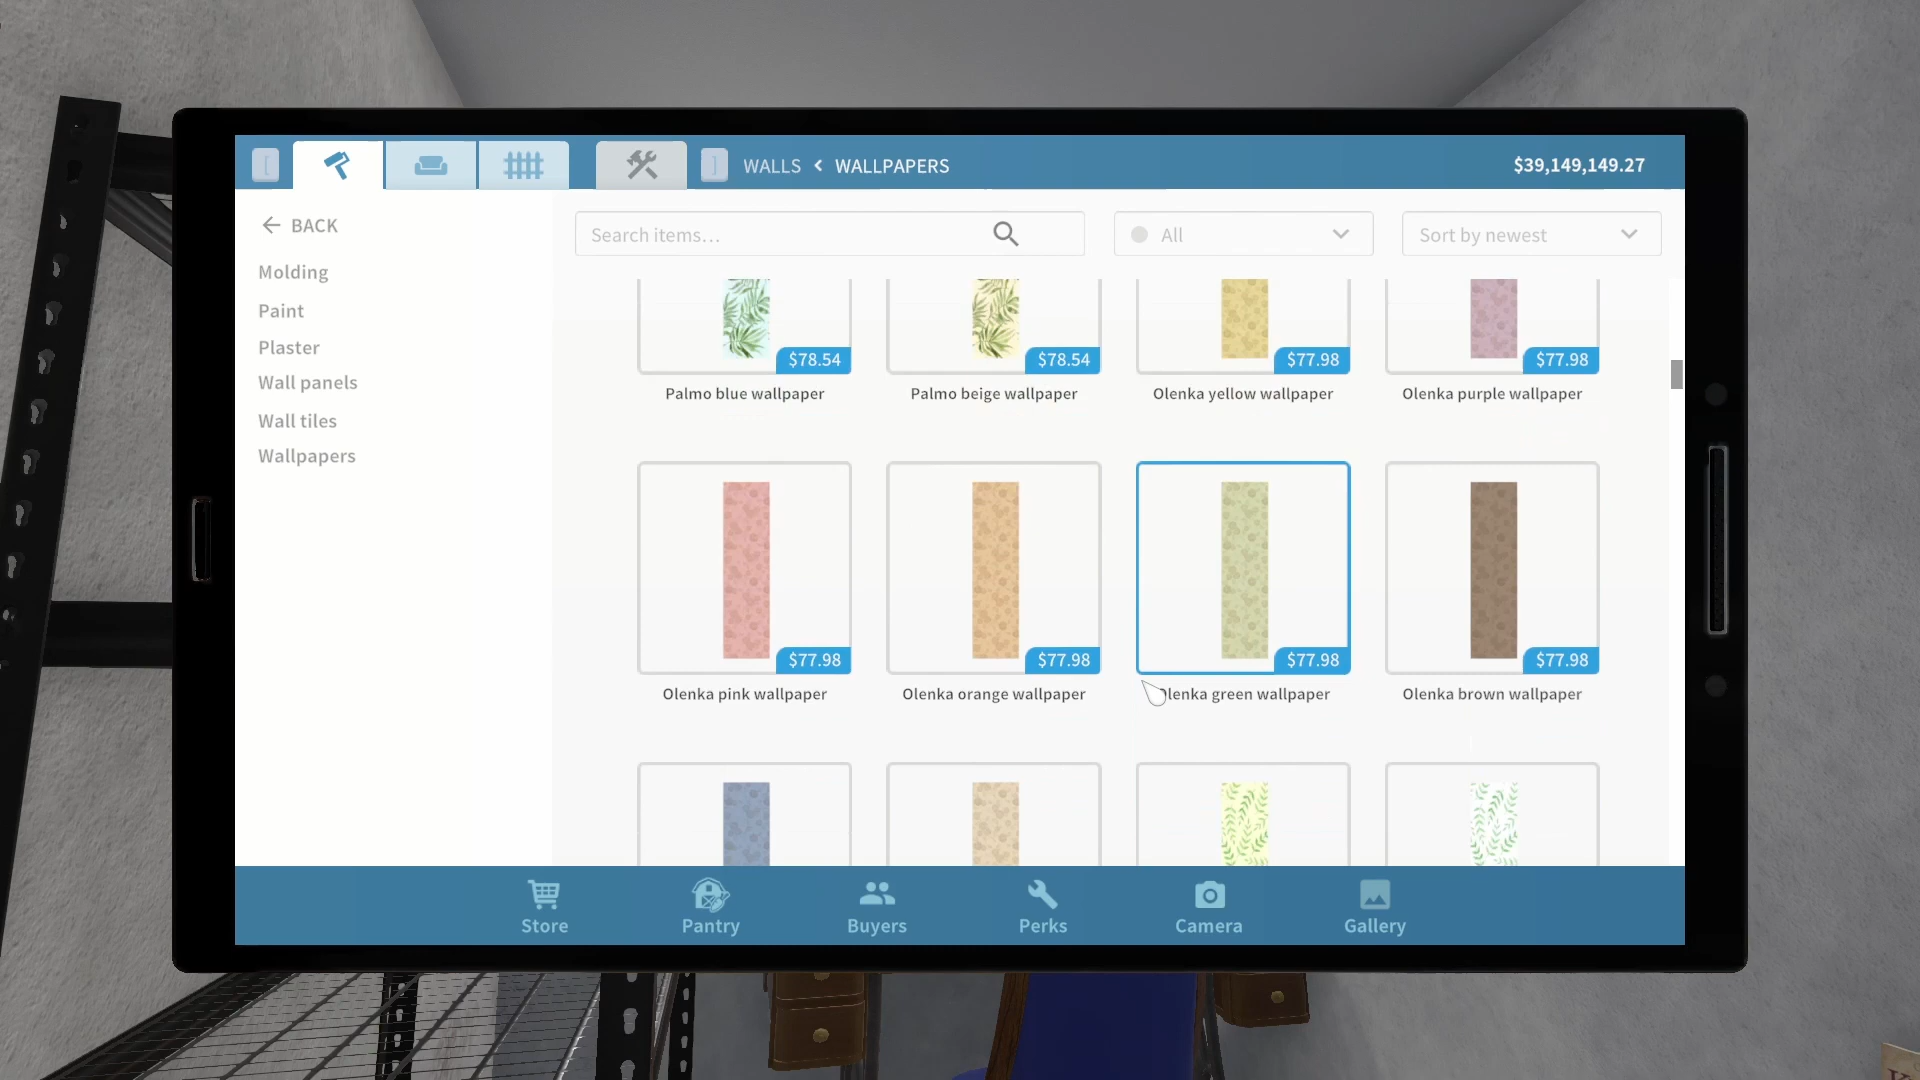 [
]
WALLS < WALLPAPERS
$39,149,149.27
BACK
Molding
Paint
Plaster
Wall panels
Wall tiles
Wallpapers
Search items...
All
Sort by newest
$78.54
$78.54
$77.98
$77.98
Palmo blue wallpaper
Palmo beige wallpaper
Olenka yellow wallpaper
Olenka purple wallpaper
$77.98
$77.98
$77.98
$77.98
Olenka pink wallpaper
Olenka orange wallpaper
Olenka green wallpaper
Olenka brown wallpaper
Store
Pantry
Buyers
Perks
Camera
Gallery